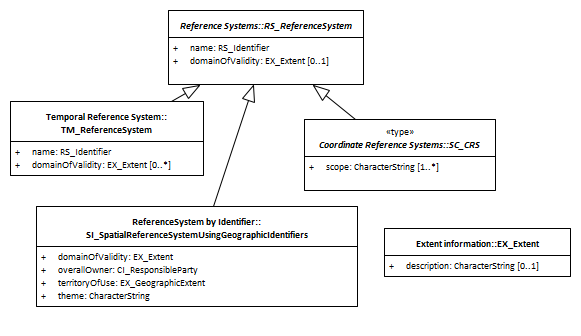 Reference Systems::RS_ReferenceSystem
+ name: RS_Identifier
+ domainOfValidity: EX_Extent [0..1]
Temporal Reference System::
TM_ReferenceSystem
+ name: RS_Identifier
+ domainOfValidity: EX_Extent [0..*]
«type»
Coordinate Reference Systems::SC_CRS
+ scope: CharacterString [1..*]
ReferenceSystem by Identifier::
SI_SpatialReferenceSystemUsingGeographicIdentifiers
+ domainOfValidity: EX_Extent
+ overallOwner: CI_ResponsibleParty
+ territoryOfUse: EX_GeographicExtent
+ theme: CharacterString
Extent information::EX_Extent
+ description: CharacterString [0..1]